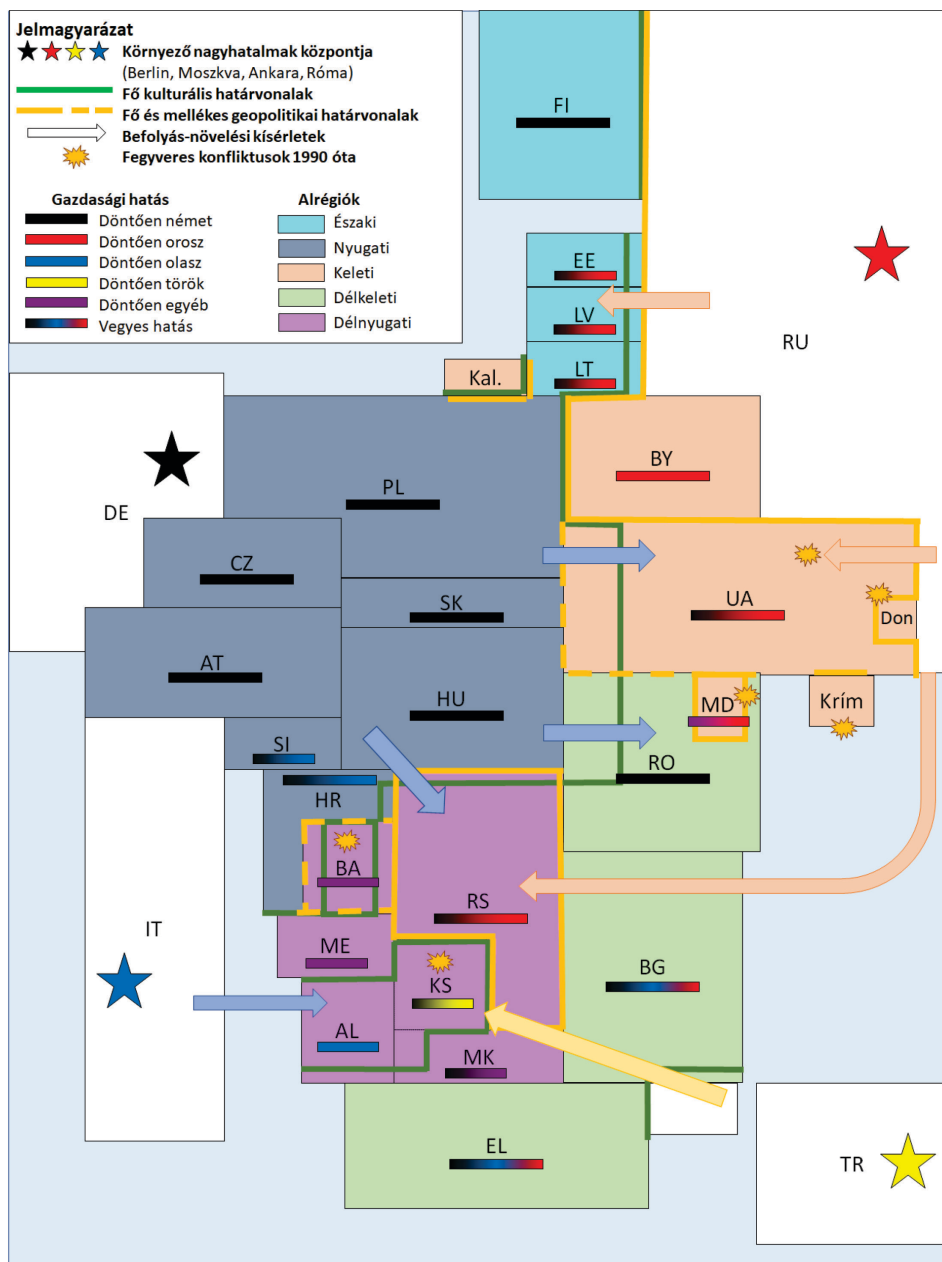 Jelmagyarázat
Környező nagyhatalmak központja
(Berlin, Moszkva, Ankara, Róma)
Fő kulturális határvonalak
Fő és mellékes geopolitikai határvonalak
Befolyás-növelési kísérletek
Fegyveres konfliktusok 1990 óta
Gazdasági hatás
Döntően német
Döntően orosz
Döntően olasz
Döntően török
Döntően egyéb
Vegyes hatás
Alrégiók
Északi
Nyugati
Keleti
Délkeleti
Délnyugati
FI
EE
LV
RU
LT
Kal.
BY
PL
DE
CZ
UA
SK
Don
AT
HU
MD
Krím
SI
RO
HR
BA
RS
IT
ME
BG
KS
AL
MK
EL
TR